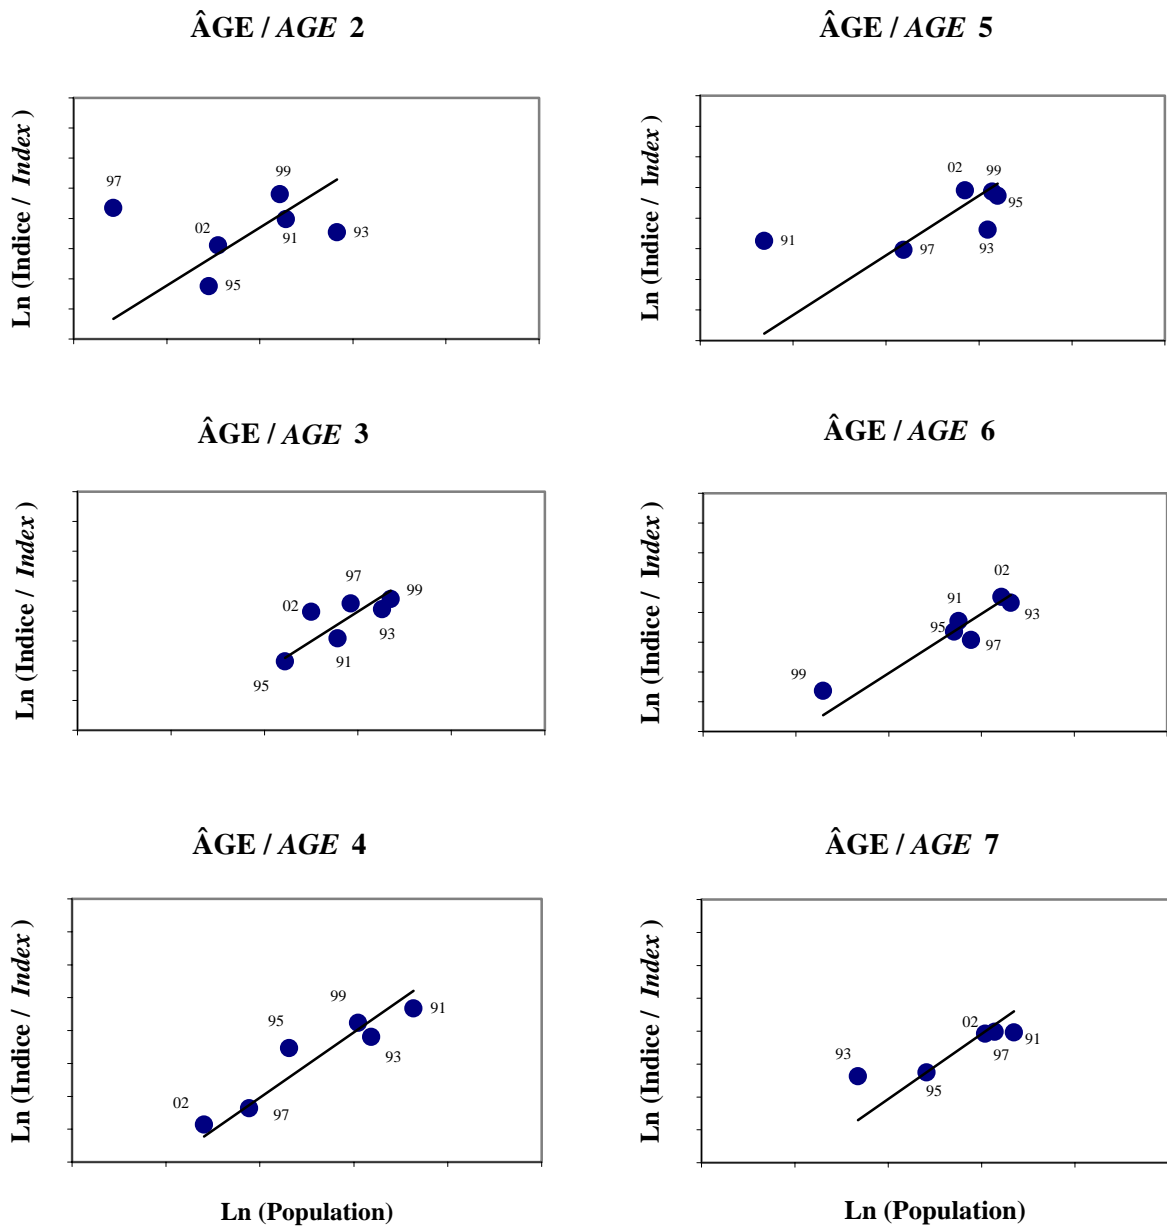 ÂGE / AGE 2
Ln (Indice / Index )
97
99
02
91
93
95
ÂGE / AGE 5
Ln (Indice / Index )
02
99
95
91
97
93
ÂGE / AGE 3
Ln (Indice / Index )
97
99
02
93
91
95
ÂGE / AGE 6
Ln (Indice / Index )
02
91
93
95
97
99
ÂGE / AGE 4
Ln (Indice / Index )
99
91
95
93
02
97
Ln (Population)
ÂGE / AGE 7
Ln (Indice / Index )
02
91
97
93
95
Ln (Population)